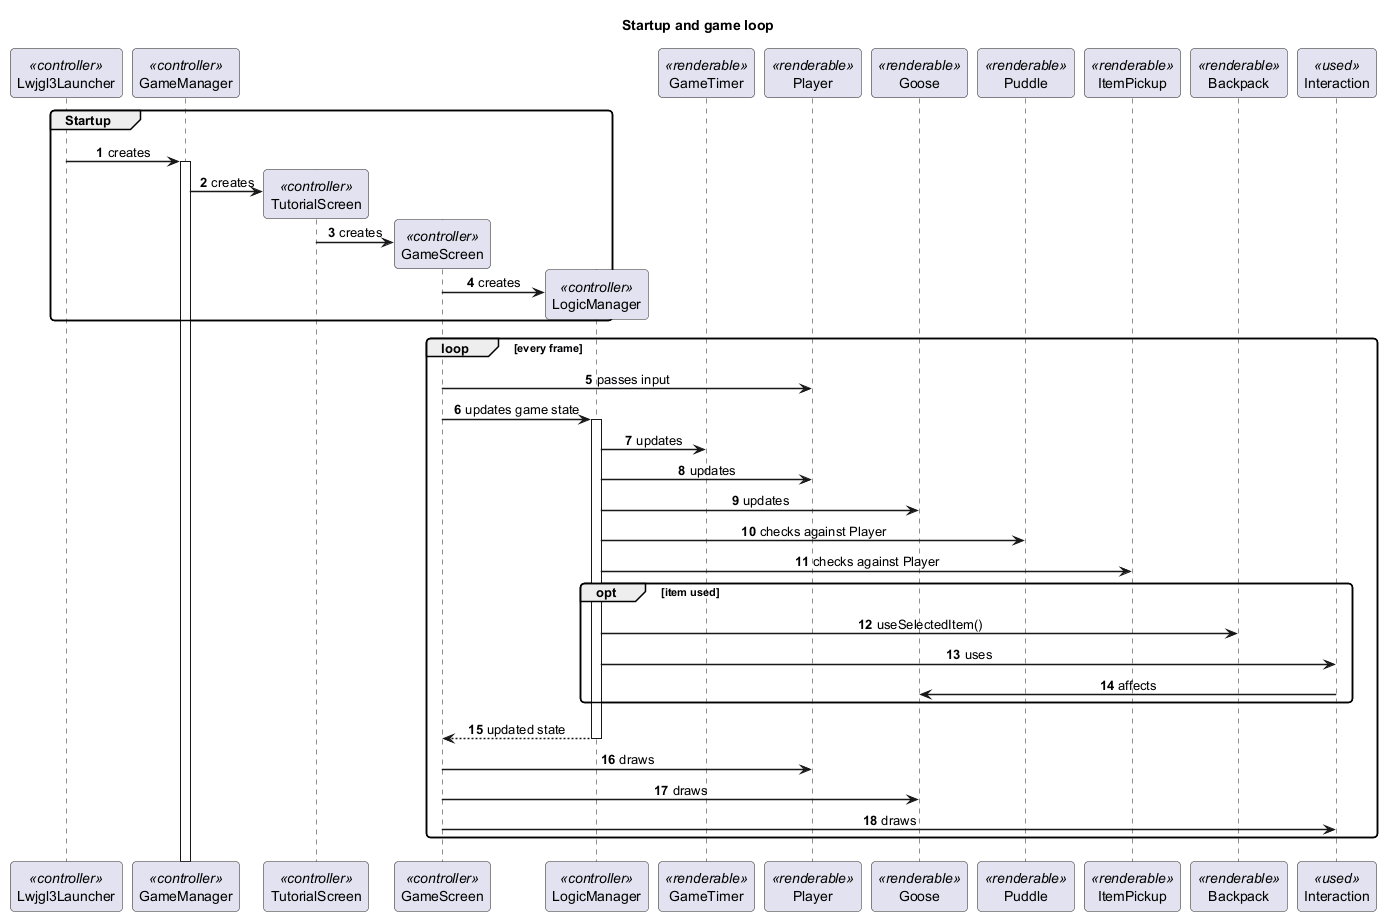 Startup and game loop
«controller»
Lwjgl3Launcher
«controller»
GameManager
«renderable»
GameTimer
«renderable»
Player
«renderable»
Goose
«renderable»
Puddle
«renderable»
ItemPickup
«renderable»
Backpack
«used»
Interaction
Startup
1 creates
2 creates
«controller»
TutorialScreen
3 creates
«controller»
GameScreen
4 creates
«controller»
LogicManager
loop [every frame]
5 passes input
6 updates game state
7 updates
8 updates
9 updates
10 checks against Player
11 checks against Player
opt [item used]
12 useSelectedItem()
13 uses
14 affects
15 updated state
16 draws
17 draws
18 draws
«controller»
Lwjgl3Launcher
«controller»
GameManager
«controller»
TutorialScreen
«controller»
GameScreen
«controller»
LogicManager
«renderable»
GameTimer
«renderable»
Player
«renderable»
Goose
«renderable»
Puddle
«renderable»
ItemPickup
«renderable»
Backpack
«used»
Interaction